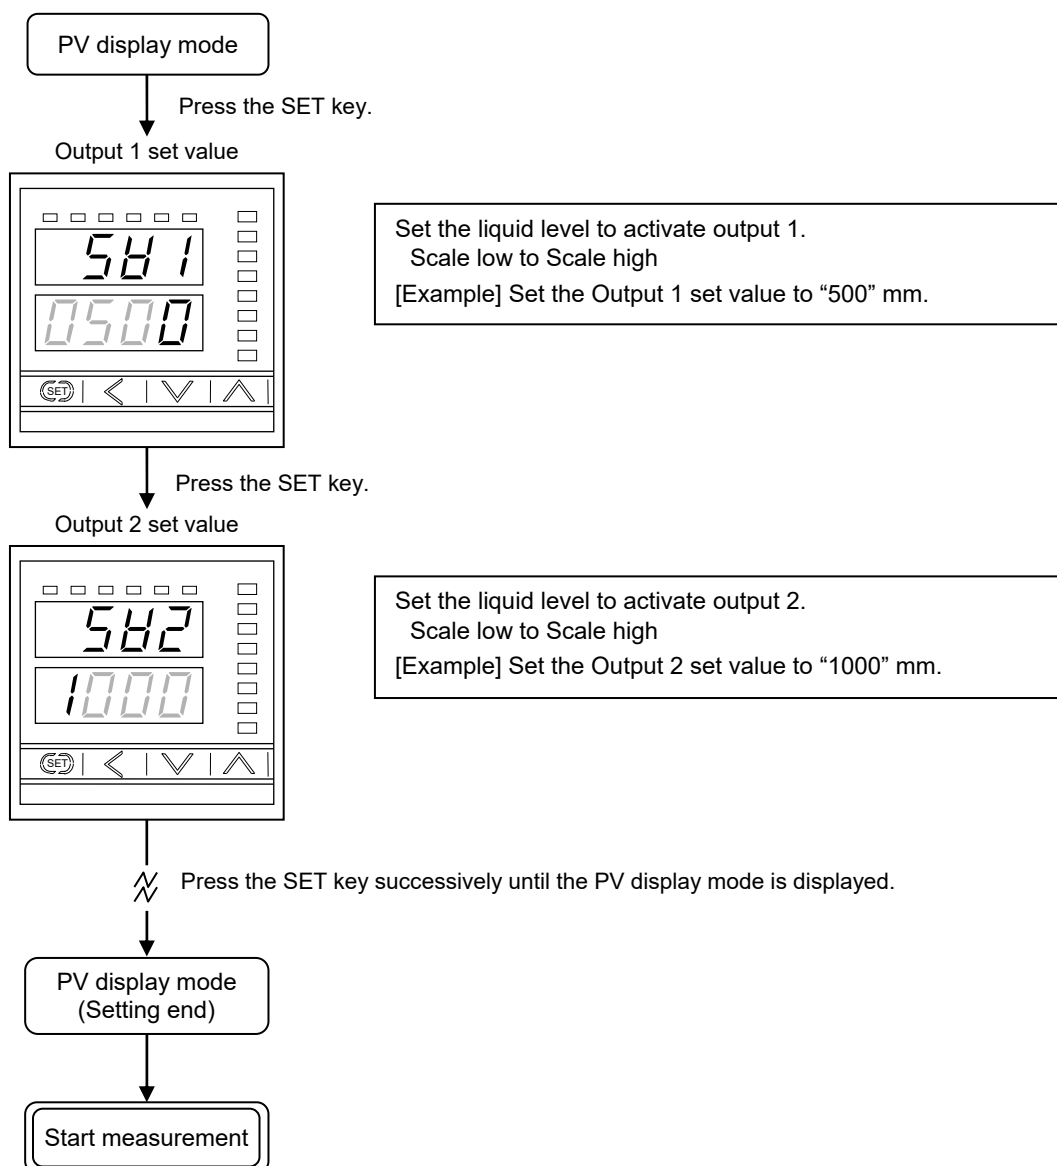 PV display mode
Press the SET key.
Output 1 set value
SV1
0500
SET
Set the liquid level to activate output 1.
Scale low to Scale high
[Example] Set the Output 1 set value to “500” mm.
Press the SET key.
Output 2 set value
SV2
1000
SET
Set the liquid level to activate output 2.
Scale low to Scale high
[Example] Set the Output 2 set value to “1000” mm.
Press the SET key successively until the PV display mode is displayed.
PV display mode
(Setting end)
Start measurement